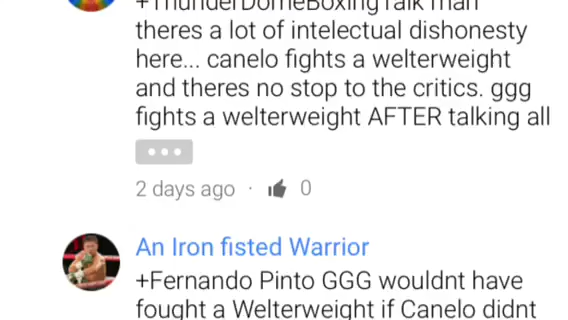 +ThunderDomeBoxingTalk man
theres a lot of intelectual dishonesty
here... canelo fights a welterweight
and theres no stop to the critics. ggg
fights a welterweight AFTER talking all
2 days ago · 0
An Iron fisted Warrior
+Fernando Pinto GGG wouldnt have
fought a Welterweight if Canelo didnt